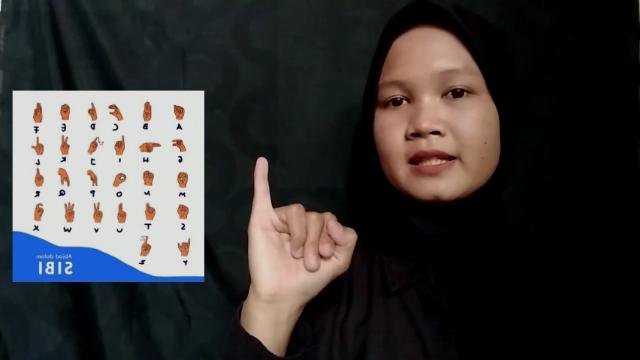 A B C D E F
G H I J K L
M N O P Q R
S T U V W X
Y Z
Abjad dalam
SIBI